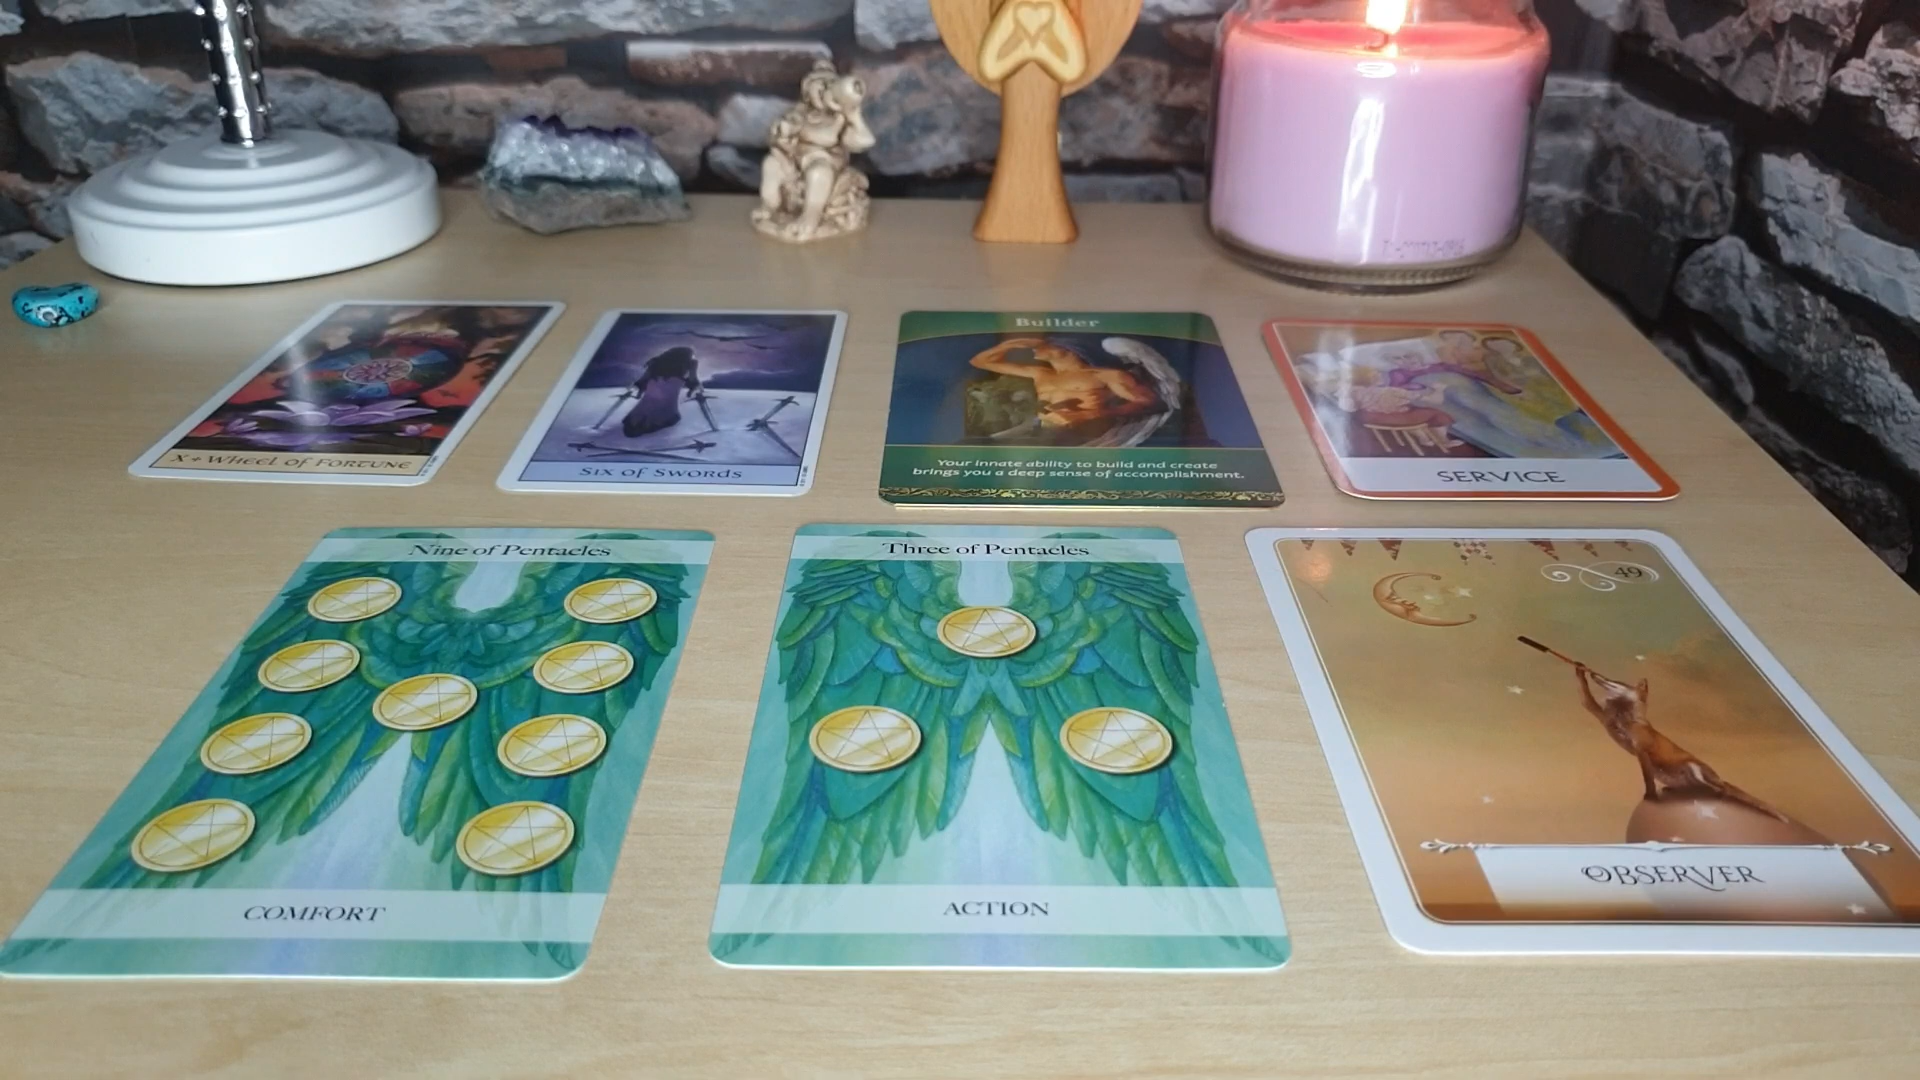 X + Wheel of Fortune
Six of Swords
Builder
Your innate ability to build and create
brings you a deep sense of accomplishment.
SERVICE
Nine of Pentacles
COMFORT
Three of Pentacles
ACTION
49
OBSERVER